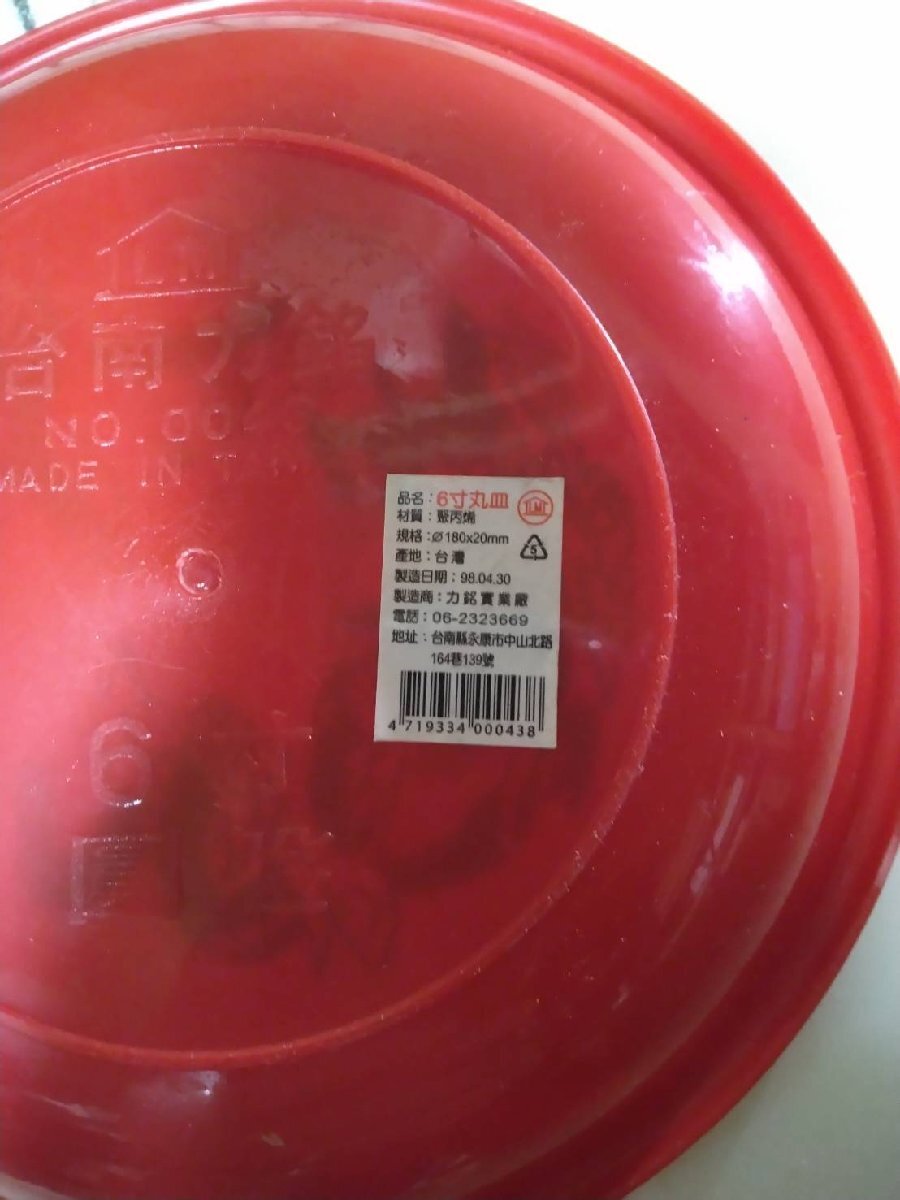 台南力銘
NO.00
MADE IN T
6寸
品名：6寸丸皿
材質：聚丙烯
規格：Ø180x20mm
5
產地：台灣
製造日期：98.04.30
製造商：力銘實業廠
電話：06-2323669
地址：台南縣永康市中山北路
164巷139號
4719334000438